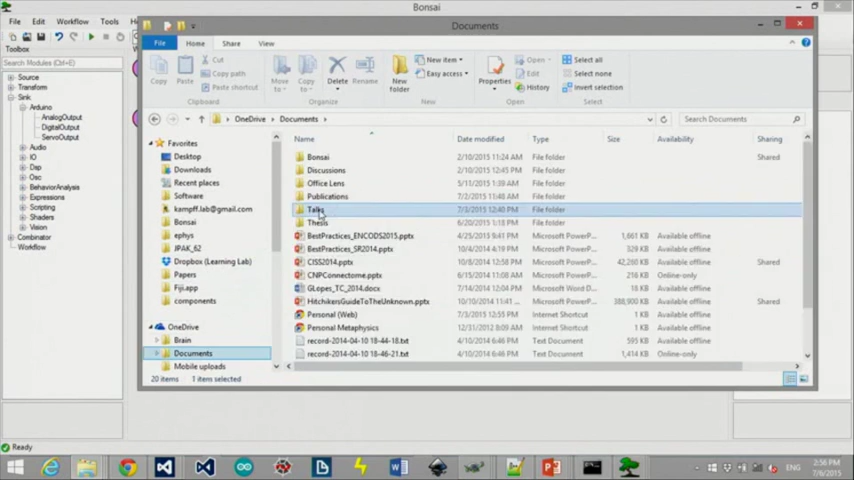 Bonsai
File Edit Workflow Tools
Toolbox
Search Modules (Ctrl+E)
Source
Transform
Sink
Arduino
AnalogOutput
DigitalOutput
ServoOutput
Audio
IO
Dsp
Osc
BehaviorAnalysis
Expressions
Scripting
Shaders
Vision
Combinator
Workflow
Ready
Documents
File Home Share View
Copy
Paste
Cut
Copy path
Paste shortcut
Clipboard
Move to
Copy to
Delete
Rename
Organize
New folder
New item
Easy access
New
Properties
Open
Edit
History
Open
Select all
Select none
Invert selection
Select
OneDrive Documents
Search Documents
Favorites
Desktop
Downloads
Recent places
Software
kampff.lab@gmail.com
Bonsai
ephys
JPAK_62
Dropbox (Learning Lab)
Papers
Fiji.app
components
OneDrive
Brain
Documents
Mobile uploads
Name Date modified Type Size Availability Sharing
Bonsai 2/10/2015 11:24 AM File folder Shared
Discussions 2/10/2015 12:45 PM File folder
Office Lens 5/11/2015 1:39 AM File folder
Publications 7/2/2015 11:48 AM File folder
Talks 7/3/2015 12:40 PM File folder
Thesis 6/20/2015 1:18 PM File folder
BestPractices_ENCODS2015.pptx 4/25/2015 9:41 PM Microsoft PowerP... 1,661 KB Available offline
BestPractices_SR2014.pptx 10/4/2014 4:19 PM Microsoft PowerP... 329 KB Available offline
CISS2014.pptx 10/8/2014 12:58 PM Microsoft PowerP... 42,260 KB Available offline Shared
CNPConnectome.pptx 6/15/2014 11:08 AM Microsoft PowerP... 216 KB Online-only
GLopes_TC_2014.docx 7/14/2014 12:04 PM Microsoft Word D... 18 KB Available offline
HitchikersGuideToTheUnknown.pptx 10/10/2014 11:41 ... Microsoft PowerP... 388,900 KB Available offline Shared
Personal (Web) 7/3/2015 12:55 PM Internet Shortcut 1 KB Available offline
Personal Metaphysics 12/31/2012 8:09 AM Internet Shortcut 1 KB Available offline
record-2014-04-10 18-44-18.txt 4/10/2014 6:46 PM Text Document 595 KB Available offline
record-2014-04-10 18-46-21.txt 4/10/2014 6:46 PM Text Document 1,414 KB Online-only
20 items 1 item selected
ENG
2:56 PM
7/6/2015